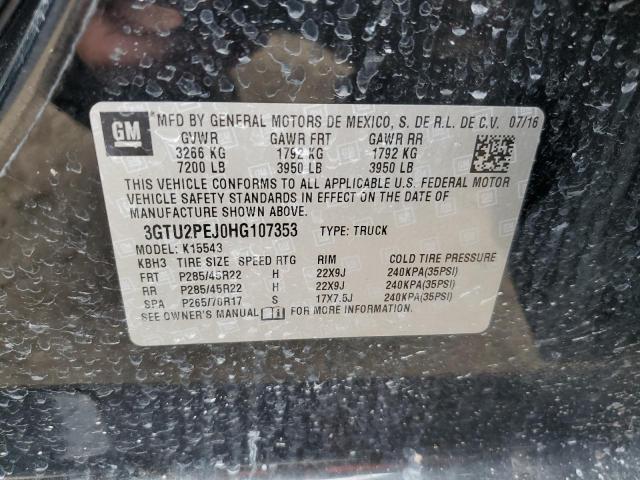 GM
MFD BY GENERAL MOTORS DE MEXICO, S. DE R.L. DE C.V. 07/16
GVWR GAWR FRT GAWR RR
3266 KG 1792 KG 1792 KG
7200 LB 3950 LB 3950 LB
THIS VEHICLE CONFORMS TO ALL APPLICABLE U.S. FEDERAL MOTOR
VEHICLE SAFETY STANDARDS IN EFFECT ON THE DATE OF
MANUFACTURE SHOWN ABOVE.
3GTU2PEJ0HG107353 TYPE: TRUCK
MODEL: K15543
KBH3 TIRE SIZE SPEED RTG RIM COLD TIRE PRESSURE
FRT P285/45R22 H 22X9J 240KPA(35PSI)
RR P285/45R22 H 22X9J 240KPA(35PSI)
SPA P265/70R17 S 17X7.5J 240KPA(35PSI)
SEE OWNER'S MANUAL FOR MORE INFORMATION.